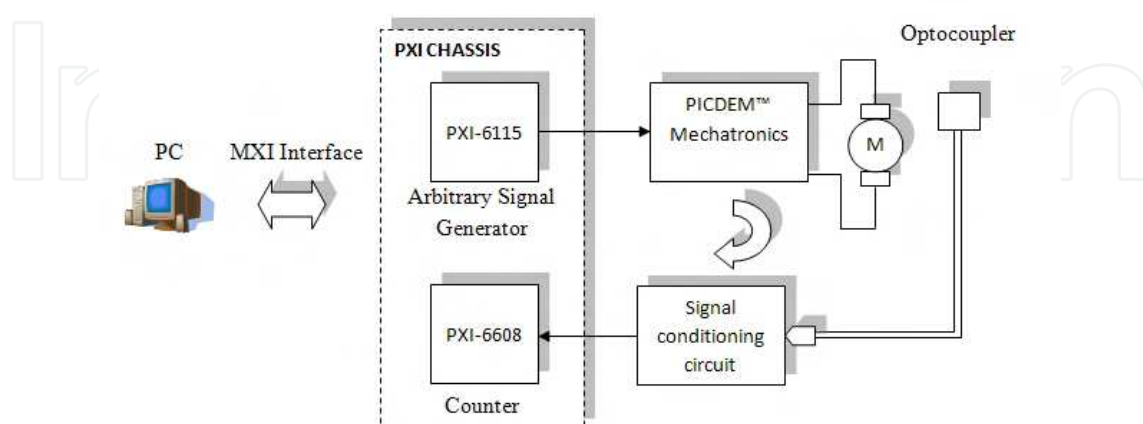 Optocoupler
PXI CHASSIS
PXI-6115
PICDEM™
Mechatronics
M
PC
MXI Interface
Arbitrary Signal
Generator
PXI-6608
Signal
conditioning
circuit
Counter